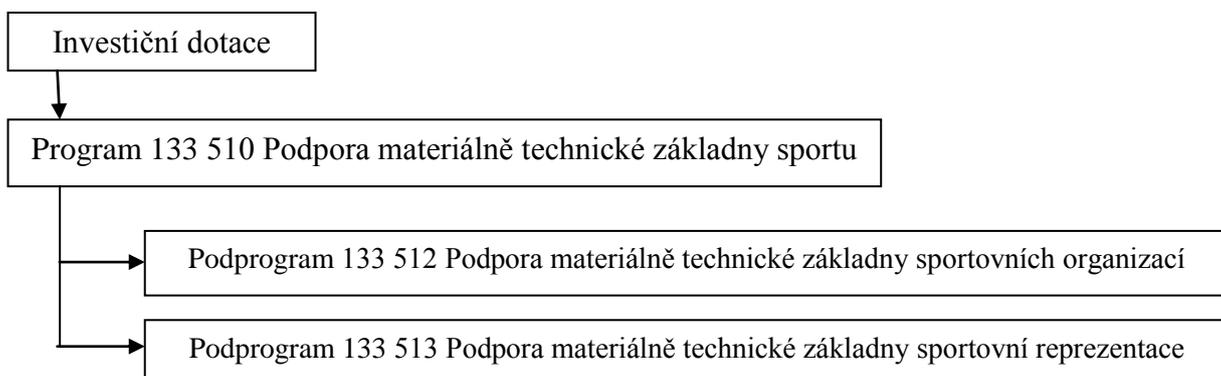 Investiční dotace
Program 133 510 Podpora materiálně technické základny sportu
Podprogram 133 512 Podpora materiálně technické základny sportovních organizací
Podprogram 133 513 Podpora materiálně technické základny sportovní reprezentace